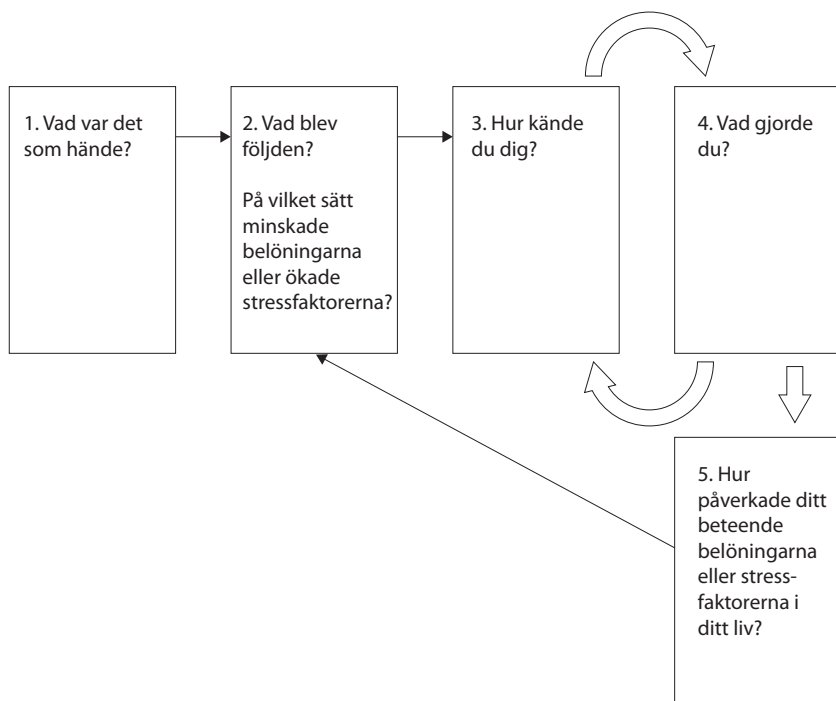 1. Vad var det
som hände?
2. Vad blev
följden?
På vilket sätt
minskade
belöningarna
eller ökade
stressfaktorerna?
3. Hur kände
du dig?
4. Vad gjorde
du?
5. Hur
påverkade ditt
beteende
belöningarna
eller stress-
faktorerna i
ditt liv?